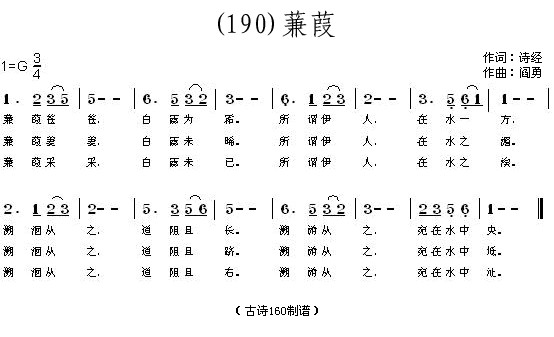 (190)蒹葭
1=G 3/4
作词：诗经
作曲：阎勇
1. 2 3 5 | 5 - - | 6. 5 3 2 | 3 - - | 6. 1 2 3 | 2 - - | 2. 3 5 6 1 | 1 - - |
蒹 葭苍 苍， 白 露为 霜。 所 谓伊 人， 在 水一 方，
蒹 葭萋 萋， 白 露未 晞。 所 谓伊 人， 在 水之 湄。
蒹 葭采 采， 白 露未 已。 所 谓伊 人， 在 水之 涘。
2. 1 2 3 | 2 - - | 5. 3 5 6 | 5 - - | 6. 5 3 2 | 3 - - | 2 3 5 6 | 1 - - ‖
溯 洄从 之， 道 阻且 长。 溯 游从 之， 宛在水中 央。
溯 洄从 之， 道 阻且 跻。 溯 游从 之， 宛在水中 坻。
溯 洄从 之， 道 阻且 右。 溯 游从 之， 宛在水中 沚。
（古诗160制谱）